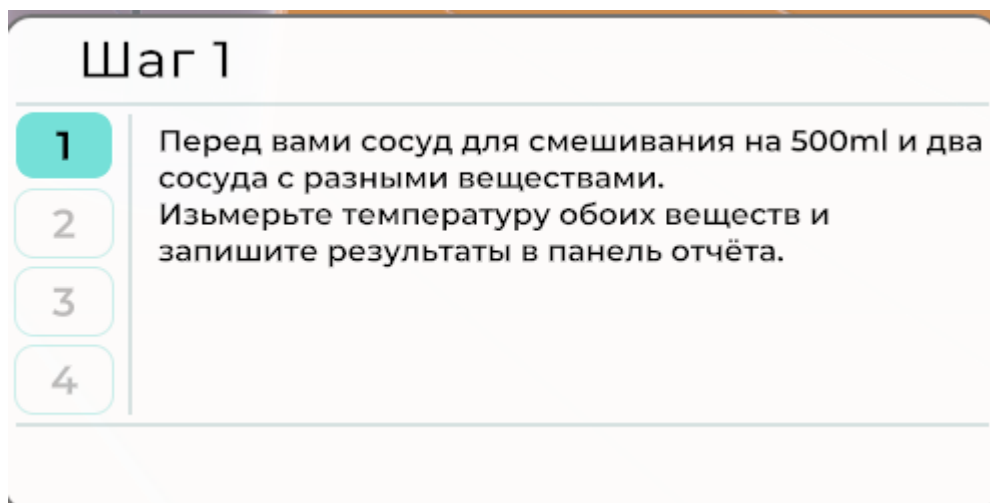 Шаг 1
1
Перед вами сосуд для смешивания на 500ml и два
сосуда с разными веществами.
2
Изьмерьте температуру обоих веществ и
запишите результаты в панель отчёта.
3
4